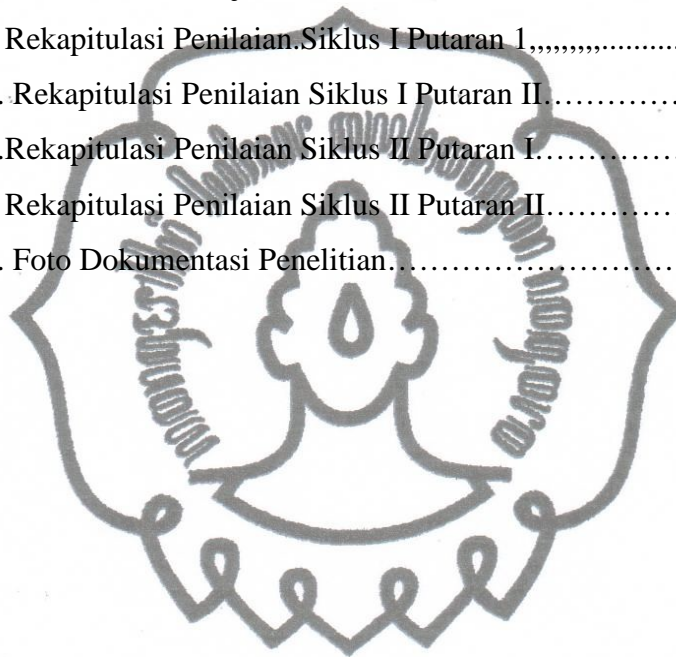 Rekapitulasi Penilaian.Siklus I Putaran 1,,,,,,,,,...........
. Rekapitulasi Penilaian Siklus I Putaran II……………
.Rekapitulasi Penilaian Siklus II Putaran I……………
Rekapitulasi Penilaian Siklus II Putaran II……………
. Foto Dokumentasi Penelitian……………………………